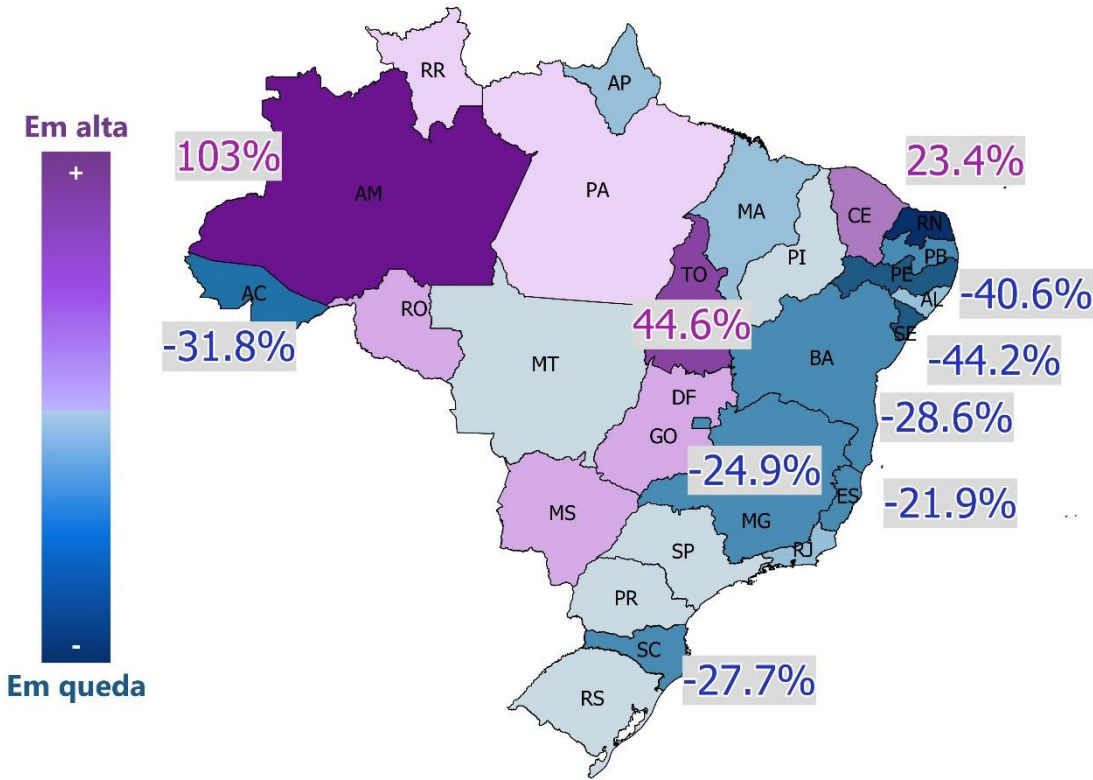 Em alta
+
-
Em queda
RR
AP
103%
AM
PA
MA
CE
23.4%
RN
PI
PB
PE
TO
AL
-40.6%
SE
AC
RO
-31.8%
MT
44.6%
BA
-44.2%
DF
GO
-28.6%
-24.9%
ES
-21.9%
MS
MG
SP
RJ
PR
SC
-27.7%
RS